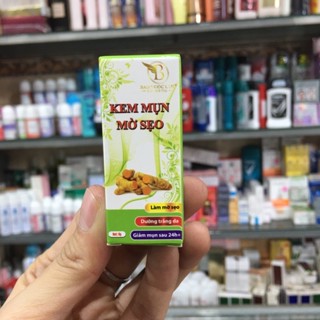 KEM MỤN
MỜ SẸO
Làm mờ sẹo
Dưỡng trắng da
Giảm mụn sau 24h